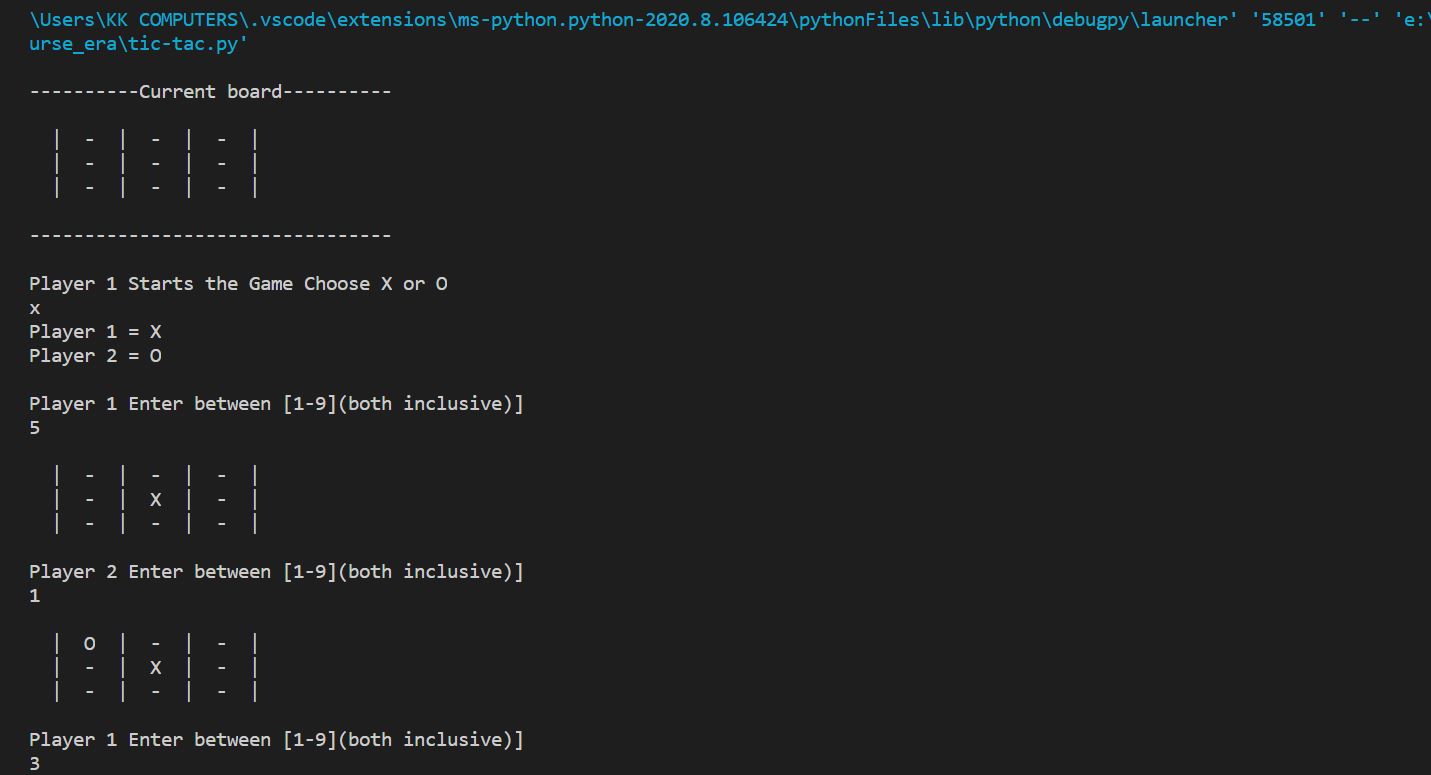 \Users\KK COMPUTERS\.vscode\extensions\ms-python.python-2020.8.106424\pythonFiles\lib\python\debugpy\launcher' '58501' '--' 'e:\
urse_era\tic-tac.py'
----------Current board----------
| - | - | - |
| - | - | - |
| - | - | - |
---------------------------------
Player 1 Starts the Game Choose X or O
x
Player 1 = X
Player 2 = O
Player 1 Enter between [1-9](both inclusive)]
5
| - | - | - |
| - | X | - |
| - | - | - |
Player 2 Enter between [1-9](both inclusive)]
1
| O | - | - |
| - | X | - |
| - | - | - |
Player 1 Enter between [1-9](both inclusive)]
3